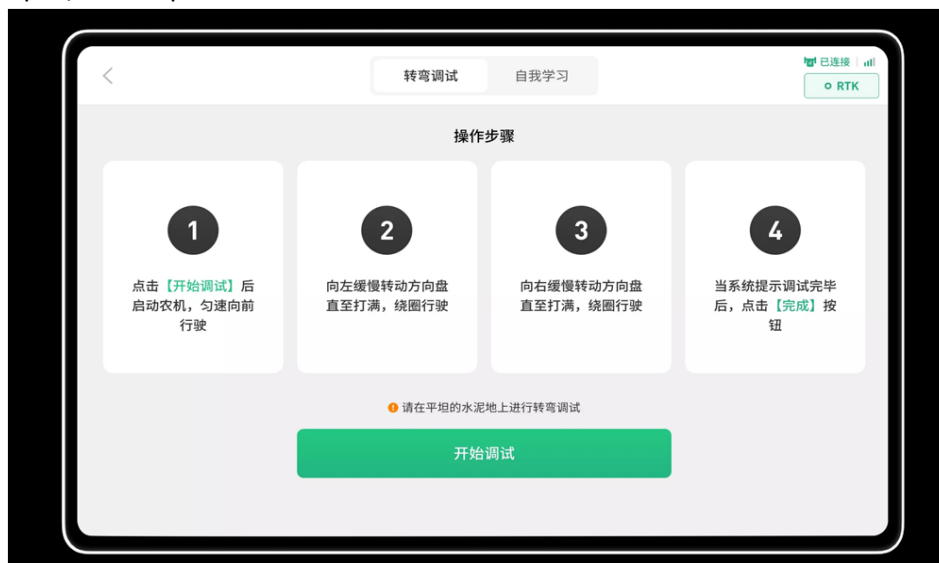 转弯调试
自我学习
已连接
RTK
操作步骤
1
点击【开始调试】后
启动农机，匀速向前
行驶
2
向左缓慢转动方向盘
直至打满，绕圈行驶
3
向右缓慢转动方向盘
直至打满，绕圈行驶
4
当系统提示调试完毕
后，点击【完成】按
钮
请在平坦的水泥地上进行转弯调试
开始调试